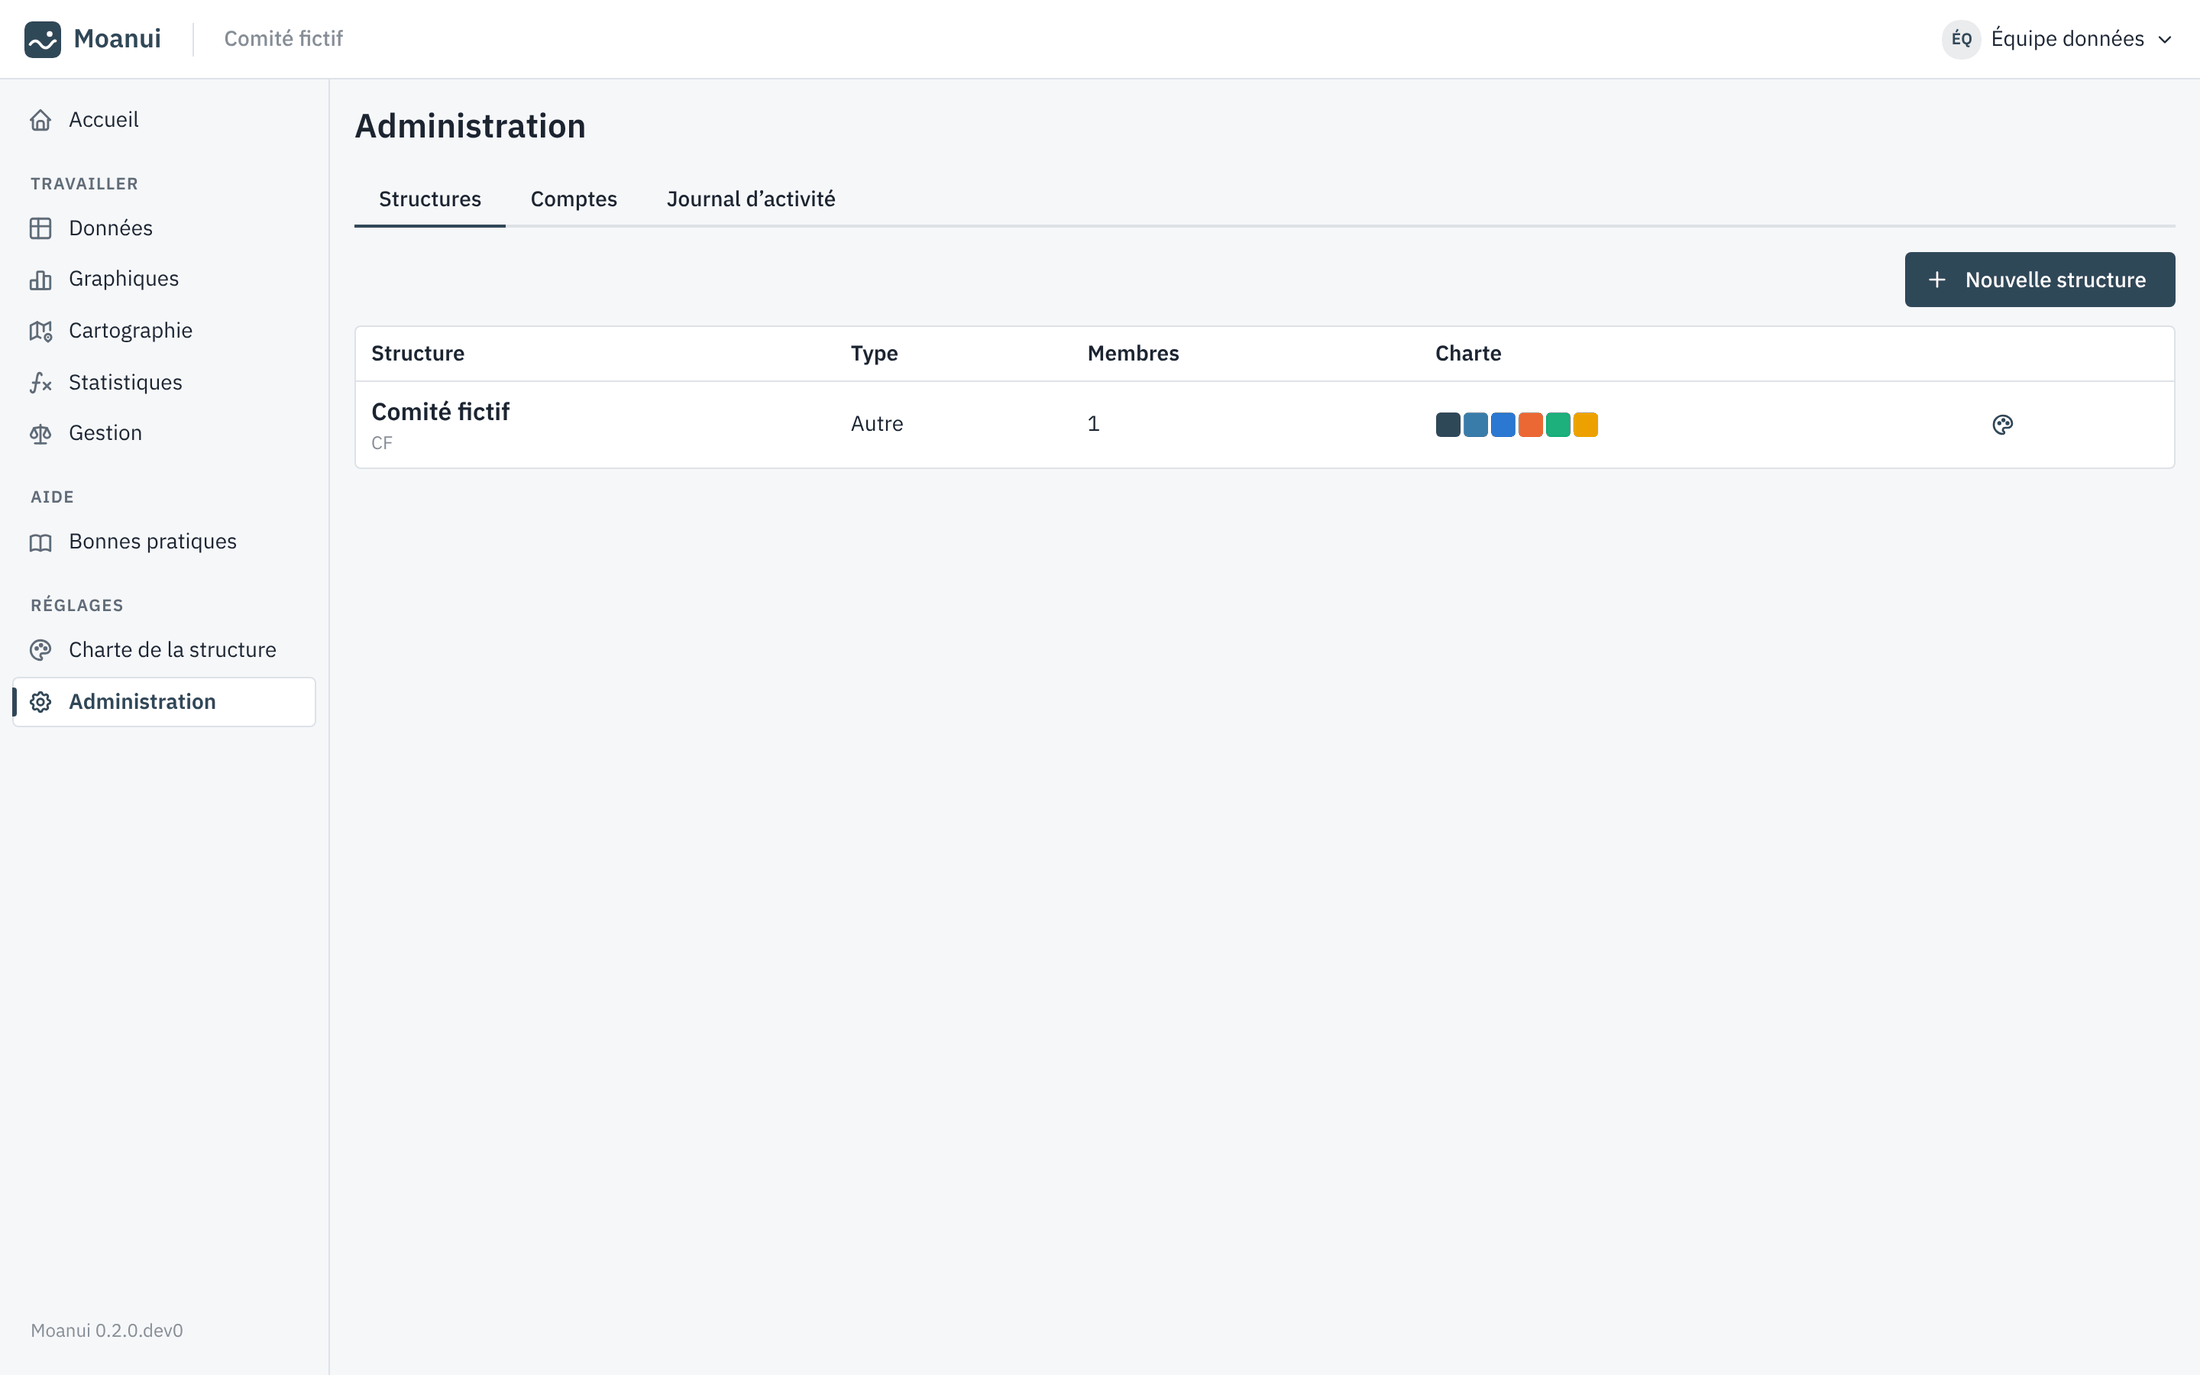 Moanui
Comité fictif
ÉQ
Équipe données
Accueil
TRAVAILLER
Données
Graphiques
Cartographie
Statistiques
Gestion
AIDE
Bonnes pratiques
RÉGLAGES
Charte de la structure
Administration
Moanui 0.2.0.dev0
Administration
Structures Comptes Journal d’activité
+ Nouvelle structure
Structure Type Membres Charte
Comité fictif Autre 1
CF